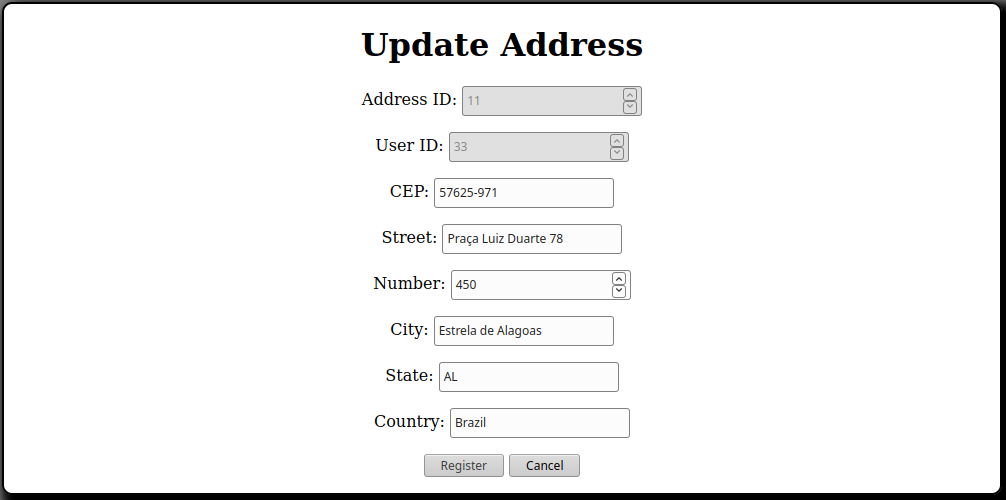 Update Address
Address ID: 11
User ID: 33
CEP: 57625-971
Street: Praça Luiz Duarte 78
Number: 450
City: Estrela de Alagoas
State: AL
Country: Brazil
Register Cancel